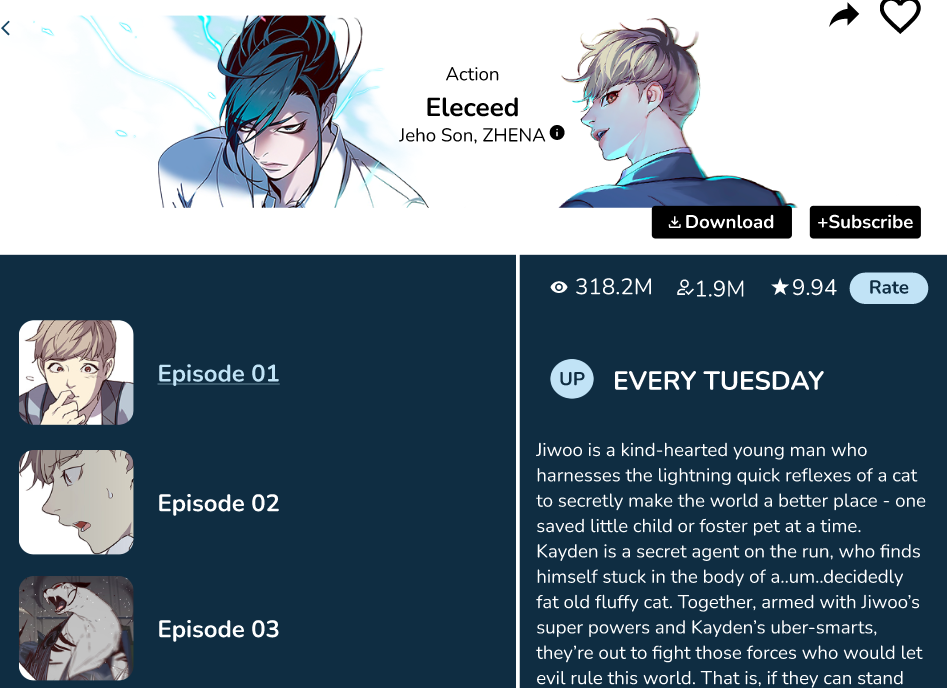 Action
Eleceed
Jeho Son, ZHENA
Download
+Subscribe
318.2M
1.9M
9.94
Rate
Episode 01
Episode 02
Episode 03
UP
EVERY TUESDAY
Jiwoo is a kind-hearted young man who
harnesses the lightning quick reflexes of a cat
to secretly make the world a better place - one
saved little child or foster pet at a time.
Kayden is a secret agent on the run, who finds
himself stuck in the body of a..um..decidedly
fat old fluffy cat. Together, armed with Jiwoo’s
super powers and Kayden’s uber-smarts,
they’re out to fight those forces who would let
evil rule this world. That is, if they can stand